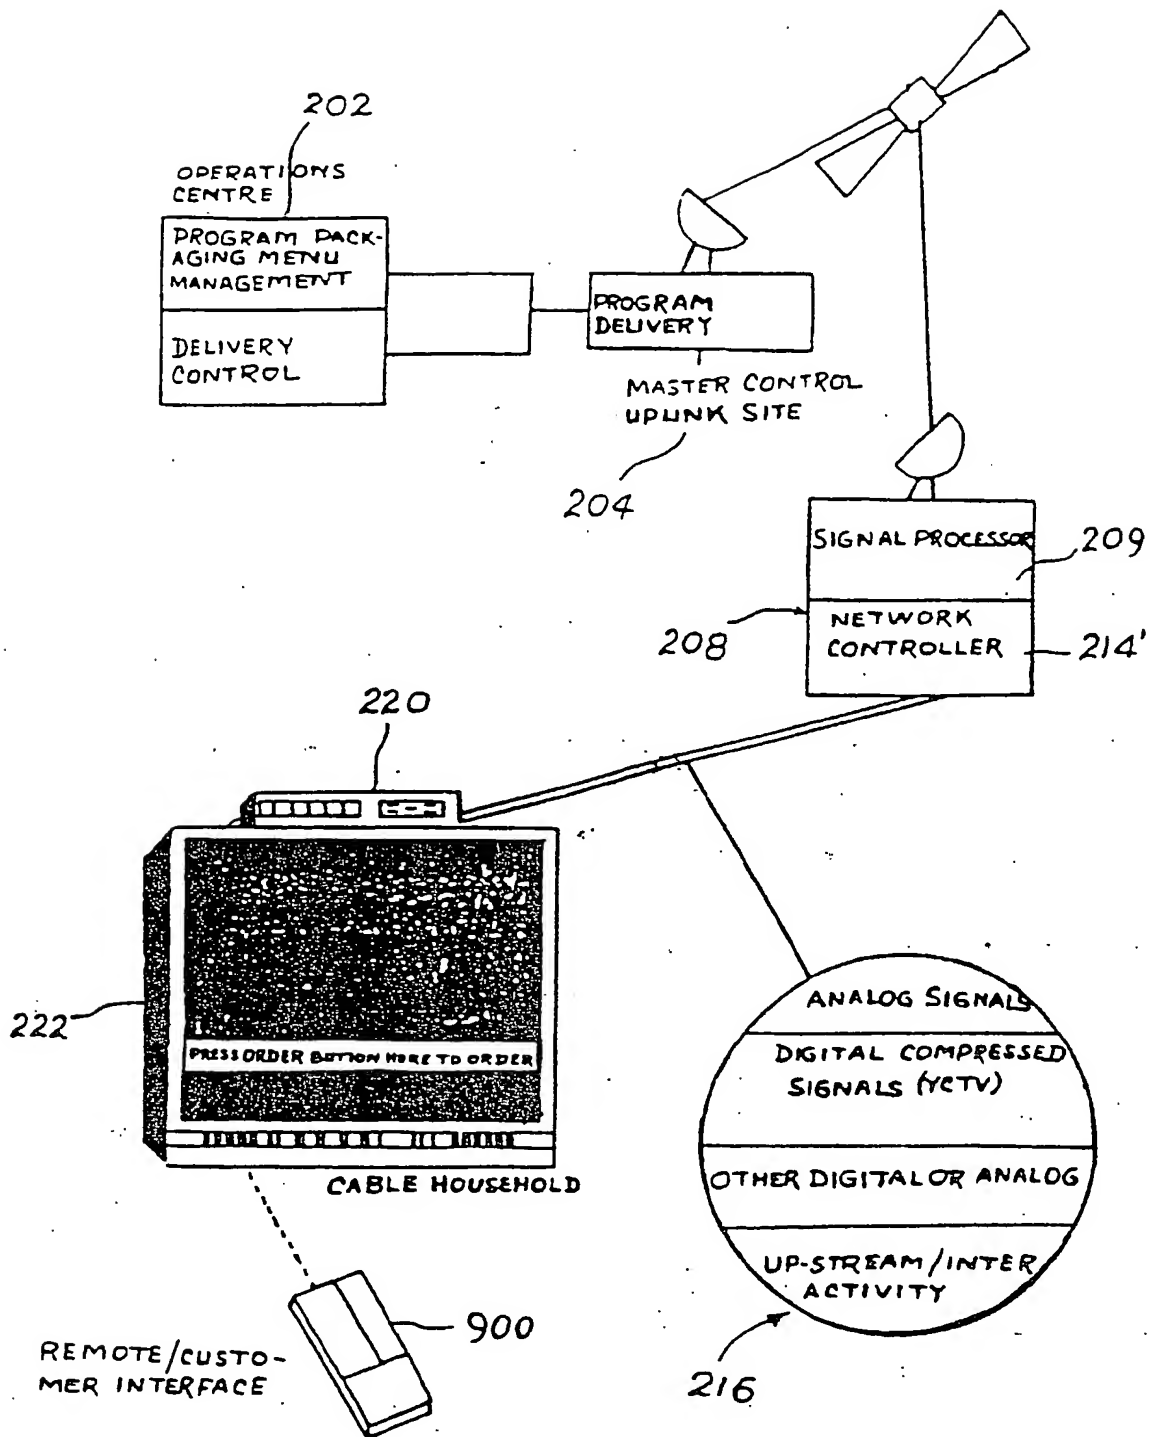 202
OPERATIONS
CENTRE
PROGRAM PACK-
AGING MENU
MANAGEMENT
DELIVERY
CONTROL
PROGRAM
DELIVERY
MASTER CONTROL
UPLINK SITE
204
SIGNAL PROCESSOR
209
208
NETWORK
CONTROLLER
214'
220
222
PRESS ORDER BUTTON HERE TO ORDER
CABLE HOUSEHOLD
ANALOG SIGNALS
DIGITAL COMPRESSED
SIGNALS (YCTV)
OTHER DIGITAL OR ANALOG
UP-STREAM/INTER
ACTIVITY
216
900
REMOTE/CUSTO-
MER INTERFACE